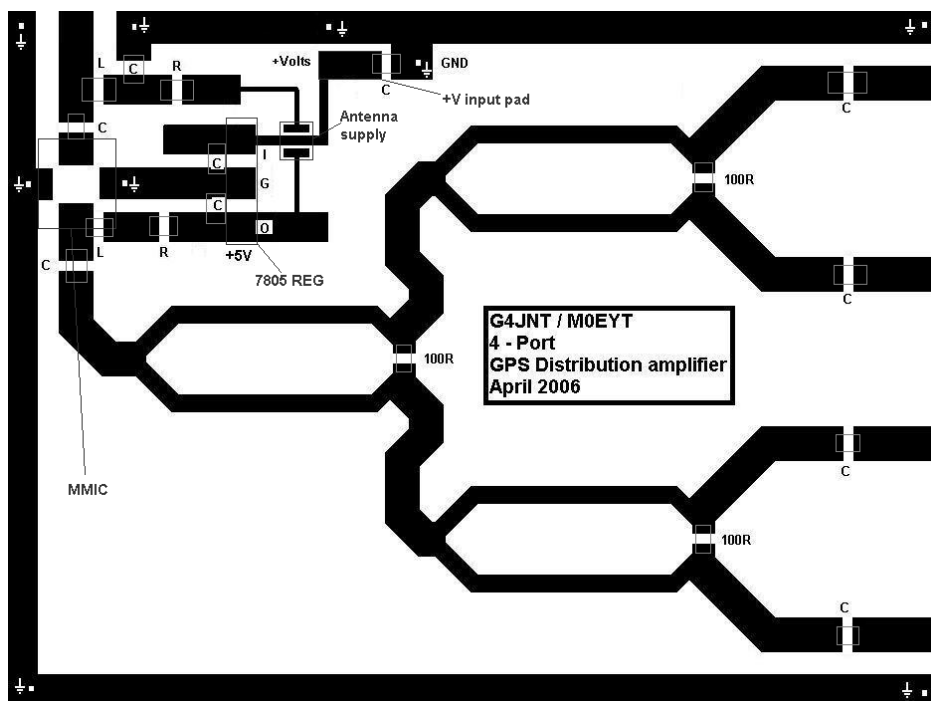 +Volts
GND
L
C
R
C
+V input pad
Antenna
supply
C
C
C
I
G
100R
C
O
L
R
+5V
C
7805 REG
C
G4JNT / M0EYT
4 - Port
GPS Distribution amplifier
April 2006
100R
C
MMIC
100R
C